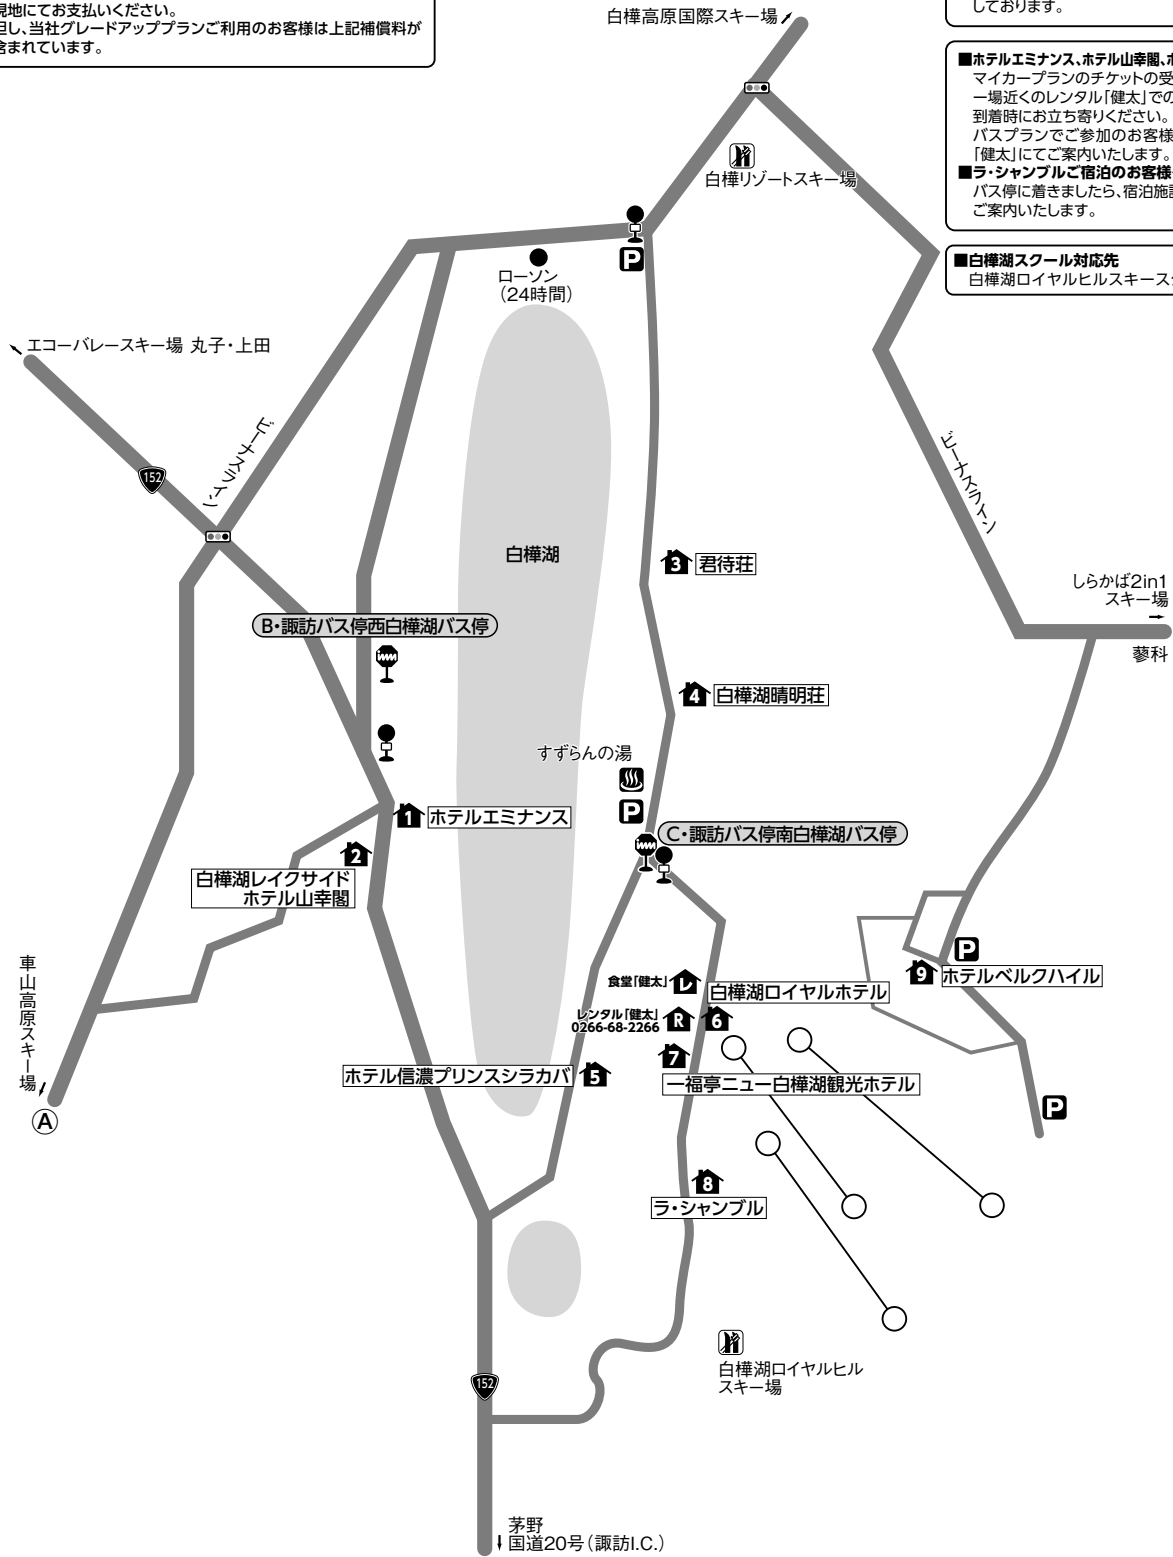 現地にてお支払いください。
但し、当社グレードアッププランご利用のお客様は上記補償料が
含まれています。
白樺高原国際スキー場
しております。
■ホテルエミナンス、ホテル山幸閣、ホ
マイカープランのチケットの受
ー場近くのレンタル「健太」での
到着時にお立ち寄りください。
バスプランでご参加のお客様
「健太」にてご案内いたします。
■ラ・シャンブルご宿泊のお客様
バス停に着きましたら、宿泊施設
ご案内いたします。
■白樺湖スクール対応先
白樺湖ロイヤルヒルスキース
白樺リゾートスキー場
P
ローソン
(24時間)
エコーバレースキー場 丸子・上田
ビーナスライン
152
ビーナスライン
白樺湖
3 君待荘
しらかば2in1
スキー場
蓼科
B・諏訪バス停西白樺湖バス停
4 白樺湖晴明荘
すずらんの湯
P
1 ホテルエミナンス
C・諏訪バス停南白樺湖バス停
2
白樺湖レイクサイド
ホテル山幸閣
車山高原スキー場
A
P
9 ホテルベルクハイル
食堂「健太」 レ
白樺湖ロイヤルホテル
レンタル「健太」
0266-68-2266
R 6
7
一福亭ニュー白樺湖観光ホテル
ホテル信濃プリンスシラカバ 5
P
8
ラ・シャンブル
白樺湖ロイヤルヒル
スキー場
152
茅野
国道20号(諏訪I.C.)